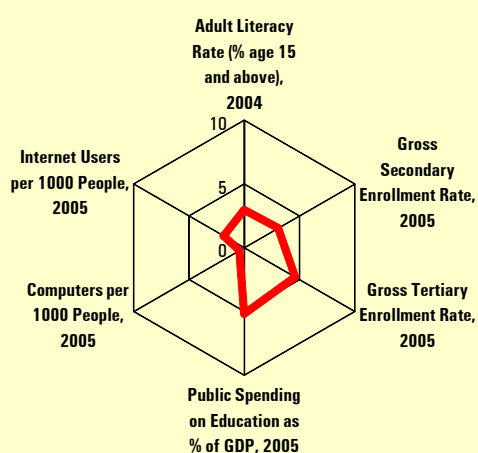 Adult Literacy
Rate (% age 15
and above),
2004
10
5
0
Gross
Secondary
Enrollment Rate,
2005
Internet Users
per 1000 People,
2005
Computers per
1000 People,
2005
Gross Tertiary
Enrollment Rate,
2005
Public Spending
on Education as
% of GDP, 2005